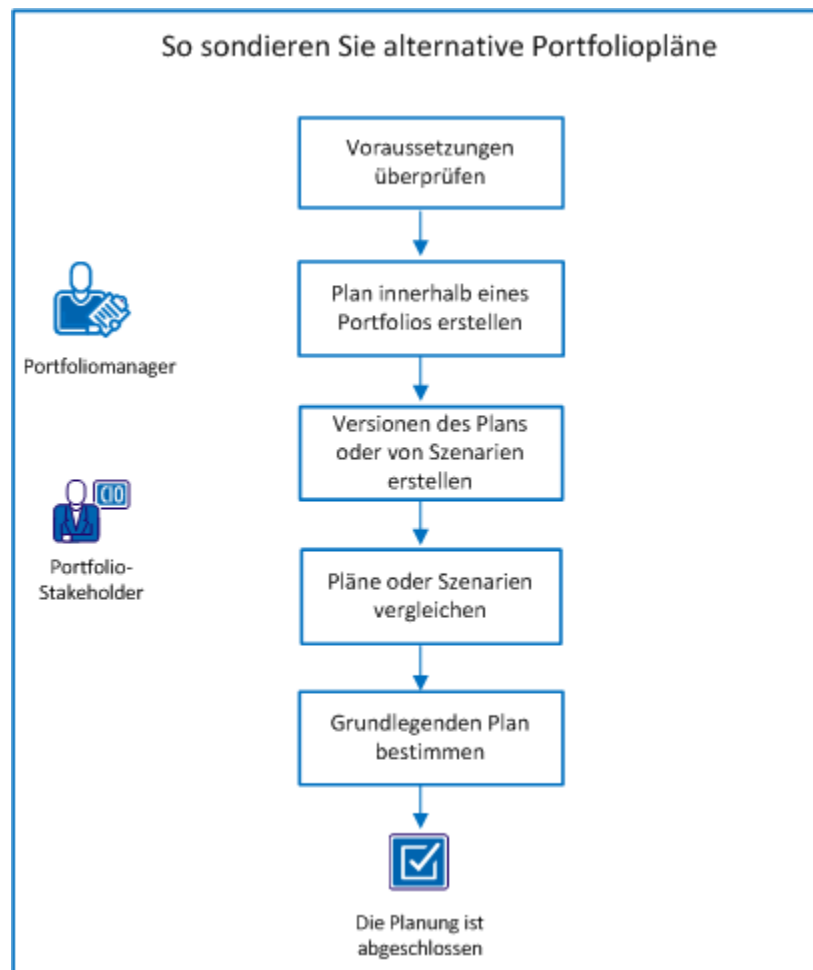 So sondieren Sie alternative Portfoliopläne
Voraussetzungen
überprüfen
Plan innerhalb eines
Portfolios erstellen
Portfoliomanager
Versionen des Plans
oder von Szenarien
erstellen
CIO
Portfolio-
Stakeholder
Pläne oder Szenarien
vergleichen
Grundlegenden Plan
bestimmen
Die Planung ist
abgeschlossen